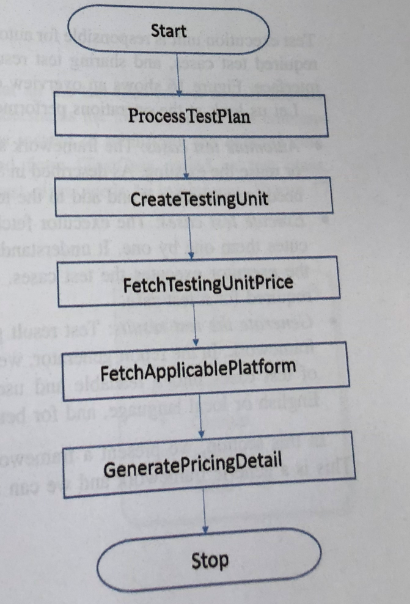 Start
ProcessTestPlan
CreateTestingUnit
FetchTestingUnitPrice
FetchApplicablePlatform
GeneratePricingDetail
Stop